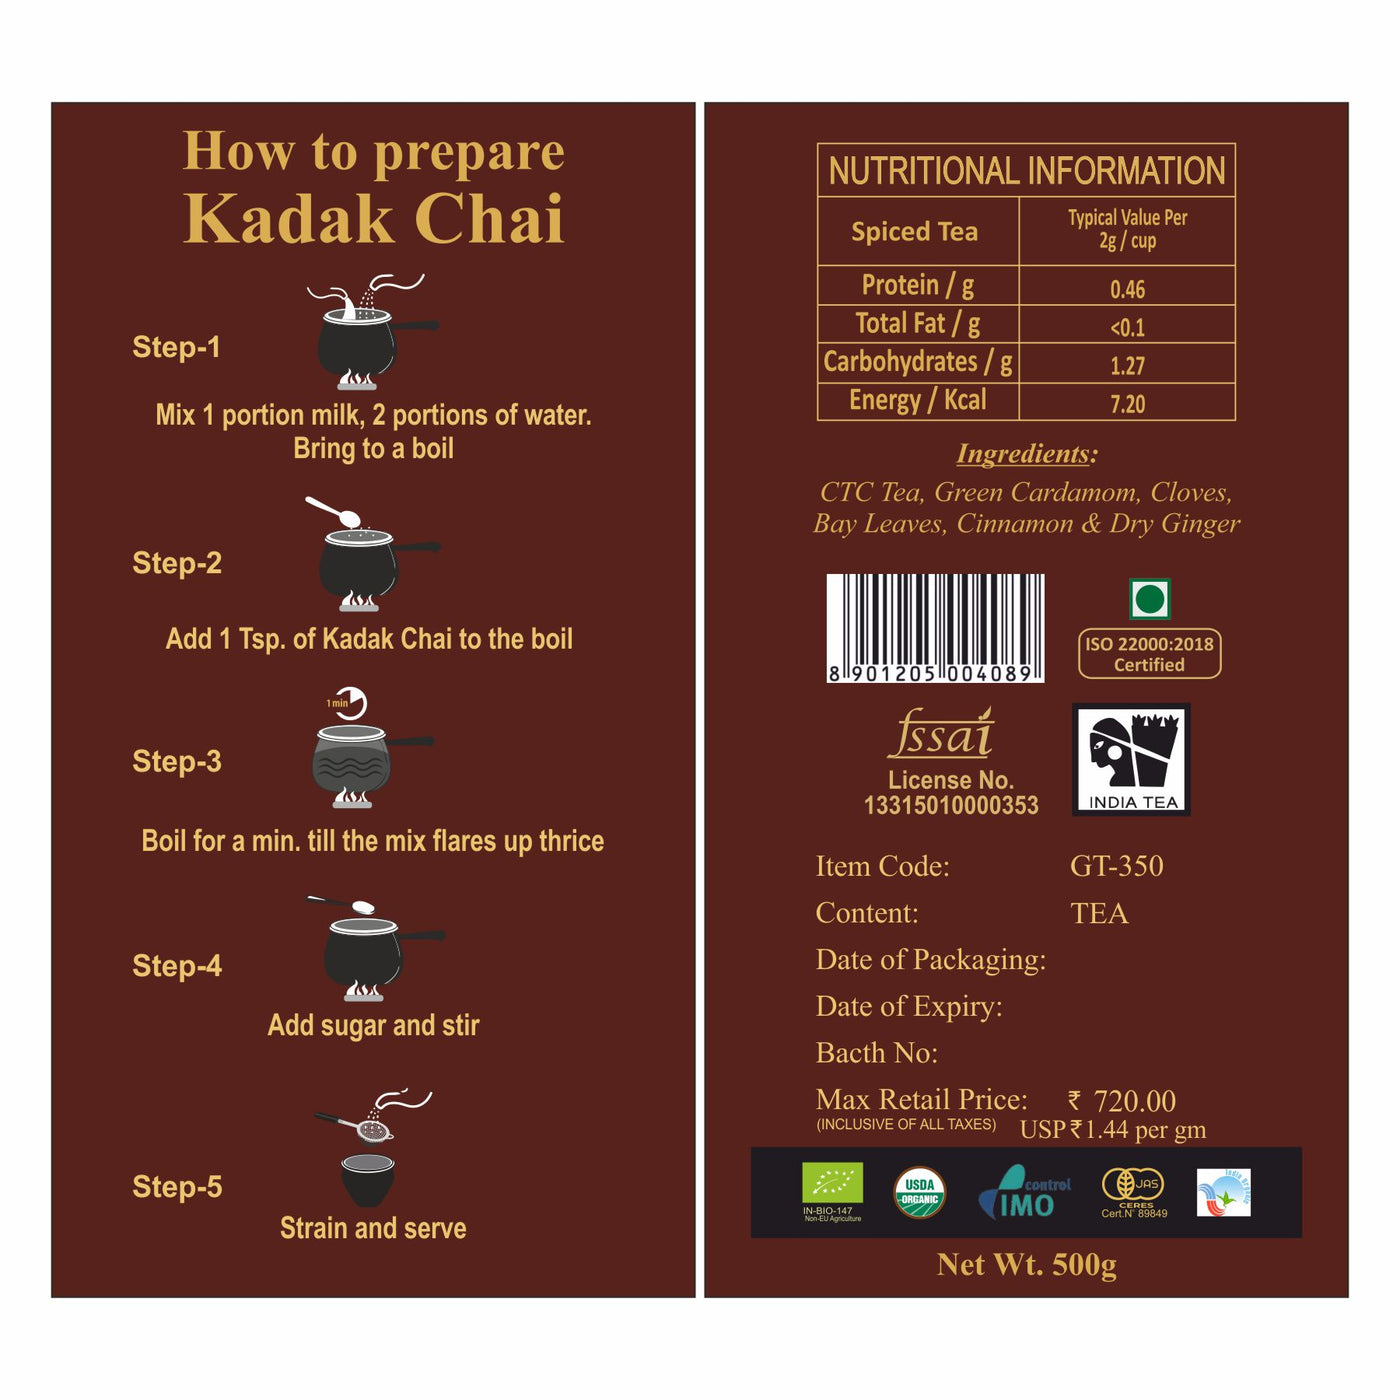 How to prepare
Kadak Chai
Step-1
Mix 1 portion milk, 2 portions of water.
Bring to a boil
Step-2
Add 1 Tsp. of Kadak Chai to the boil
1 min
Step-3
Boil for a min. till the mix flares up thrice
Step-4
Add sugar and stir
Step-5
Strain and serve
NUTRITIONAL INFORMATION
Spiced Tea
Typical Value Per
2g / cup
Protein / g 0.46
Total Fat / g <0.1
Carbohydrates / g 1.27
Energy / Kcal 7.20
Ingredients:
CTC Tea, Green Cardamom, Cloves,
Bay Leaves, Cinnamon & Dry Ginger
8 901205 004089
ISO 22000:2018
Certified
fssai
License No.
13315010000353
INDIA TEA
Item Code: GT-350
Content: TEA
Date of Packaging:
Date of Expiry:
Bacth No:
Max Retail Price: ₹ 720.00
(INCLUSIVE OF ALL TAXES) USP ₹1.44 per gm
IN-BIO-147
Non-EU Agriculture
USDA
ORGANIC
control
IMO
JAS
CERES
Cert.N° 89849
India Organic
Net Wt. 500g